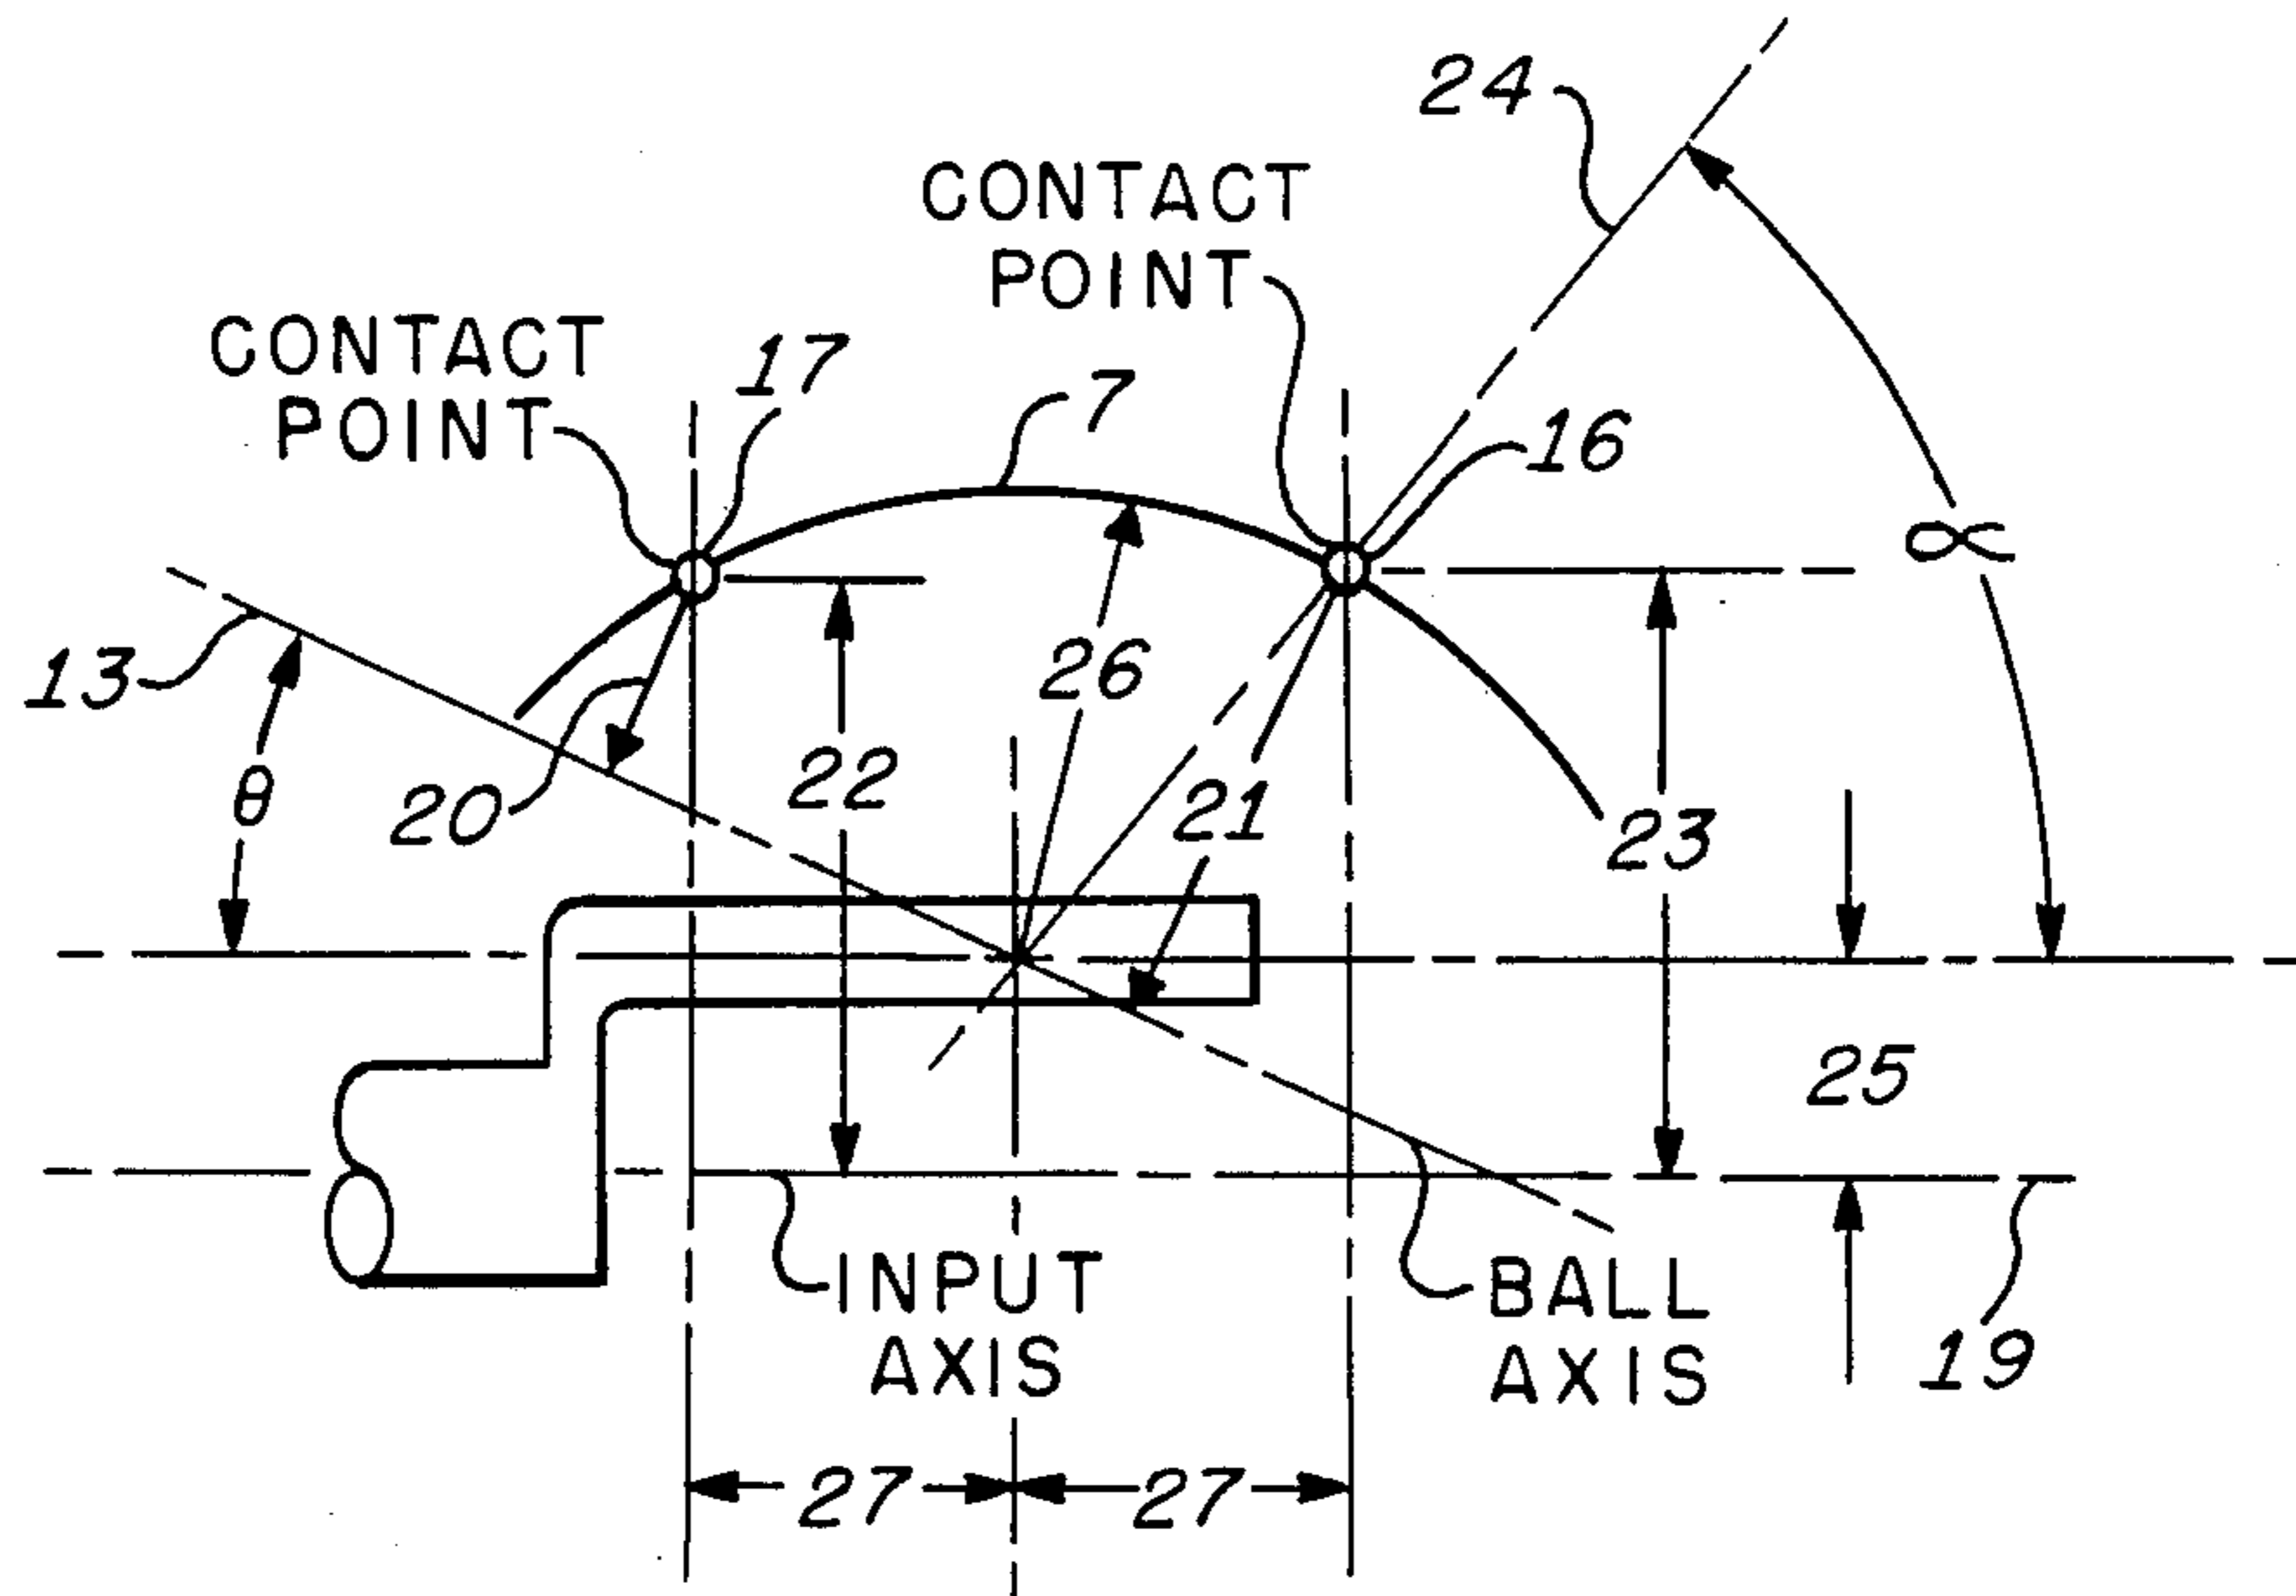 24
CONTACT
POINT
CONTACT
POINT
17
7
16
α
13
26
θ
20
22
21
23
25
INPUT
AXIS
BALL
AXIS
19
27
27